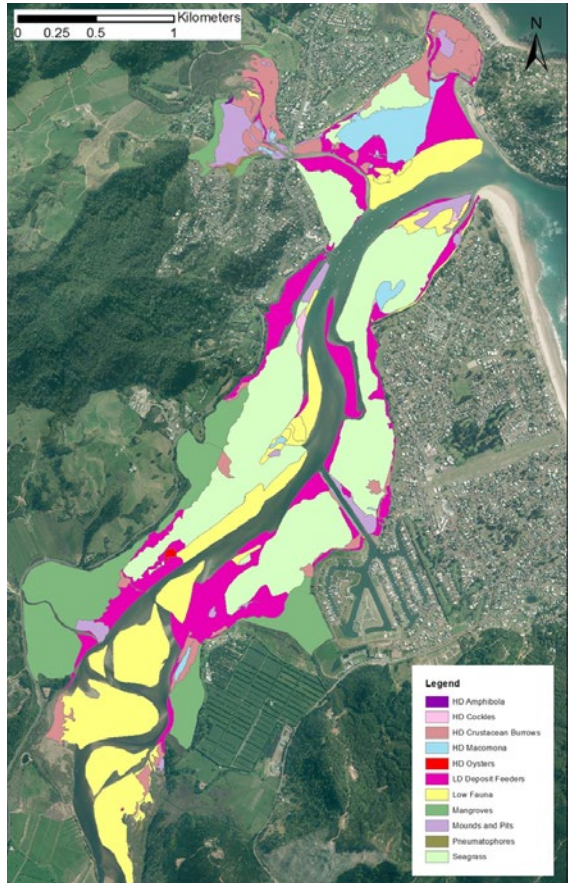 Kilometers
0 0.25 0.5 1
N
Legend
HD Amphibola
HD Cockles
HD Crustacean Burrows
HD Macomona
HD Oysters
LD Deposit Feeders
Low Fauna
Mangroves
Mounds and Pits
Pneumatophores
Seagrass